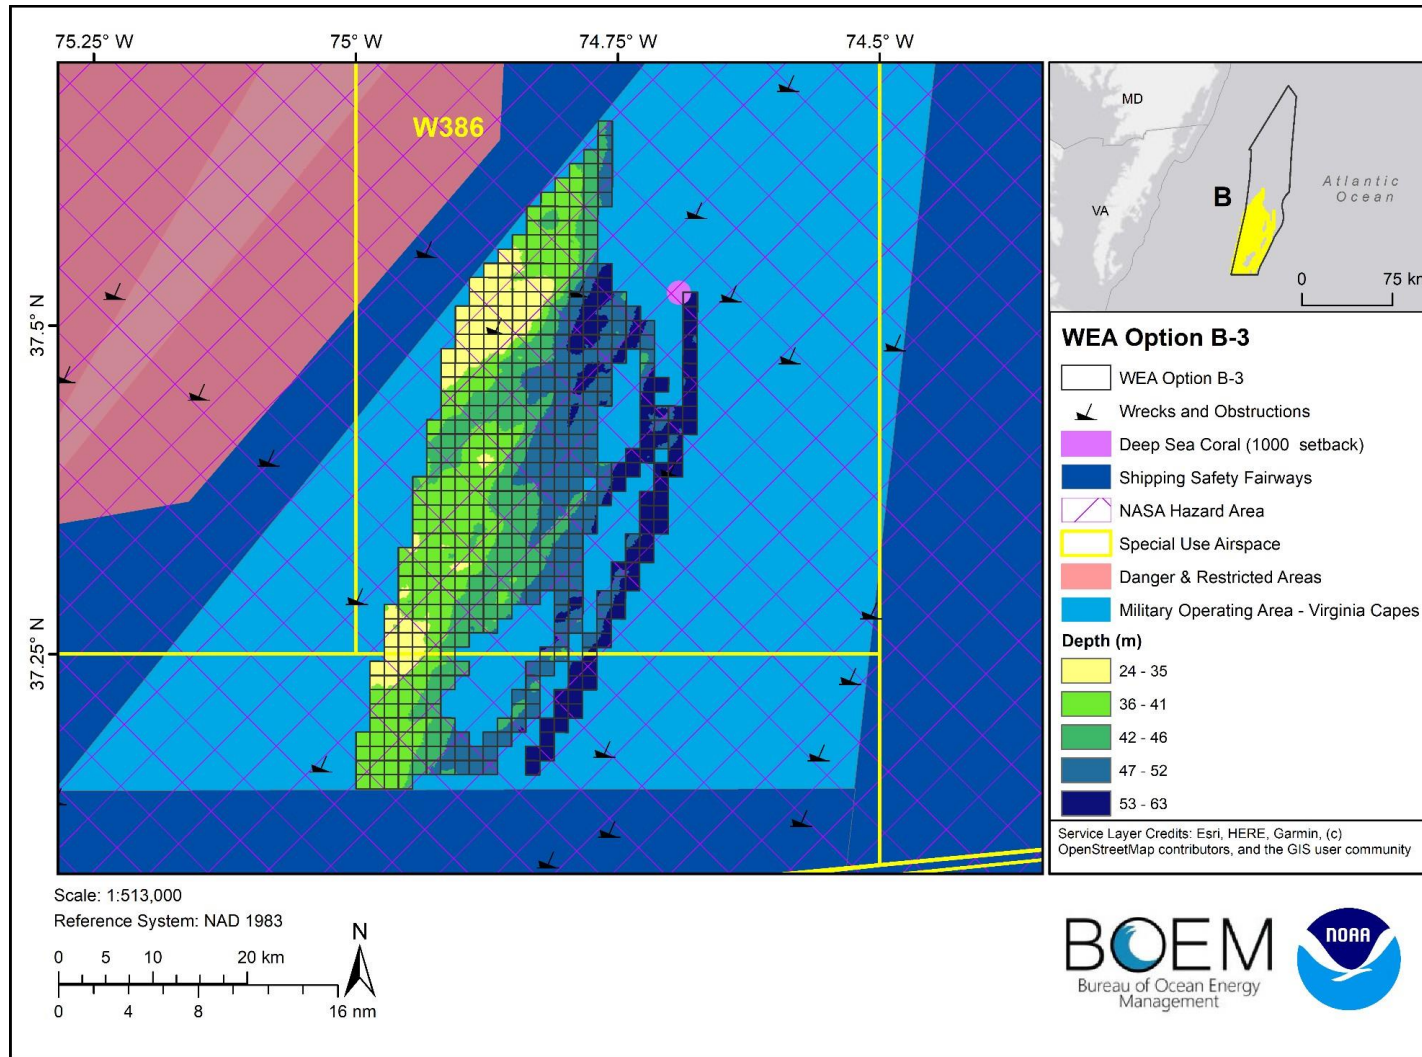 75.25° W
75° W
74.75° W
74.5° W
37.5° N
37.25° N
W386
MD
VA
B
Atlantic
Ocean
0
75 km
WEA Option B-3
WEA Option B-3
Wrecks and Obstructions
Deep Sea Coral (1000 setback)
Shipping Safety Fairways
NASA Hazard Area
Special Use Airspace
Danger & Restricted Areas
Military Operating Area - Virginia Capes
Depth (m)
24 - 35
36 - 41
42 - 46
47 - 52
53 - 63
Service Layer Credits: Esri, HERE, Garmin, (c)
OpenStreetMap contributors, and the GIS user community
Scale: 1:513,000
Reference System: NAD 1983
0 5 10 20 km
0 4 8 16 nm
N
BOEM
Bureau of Ocean Energy
Management
NOAA